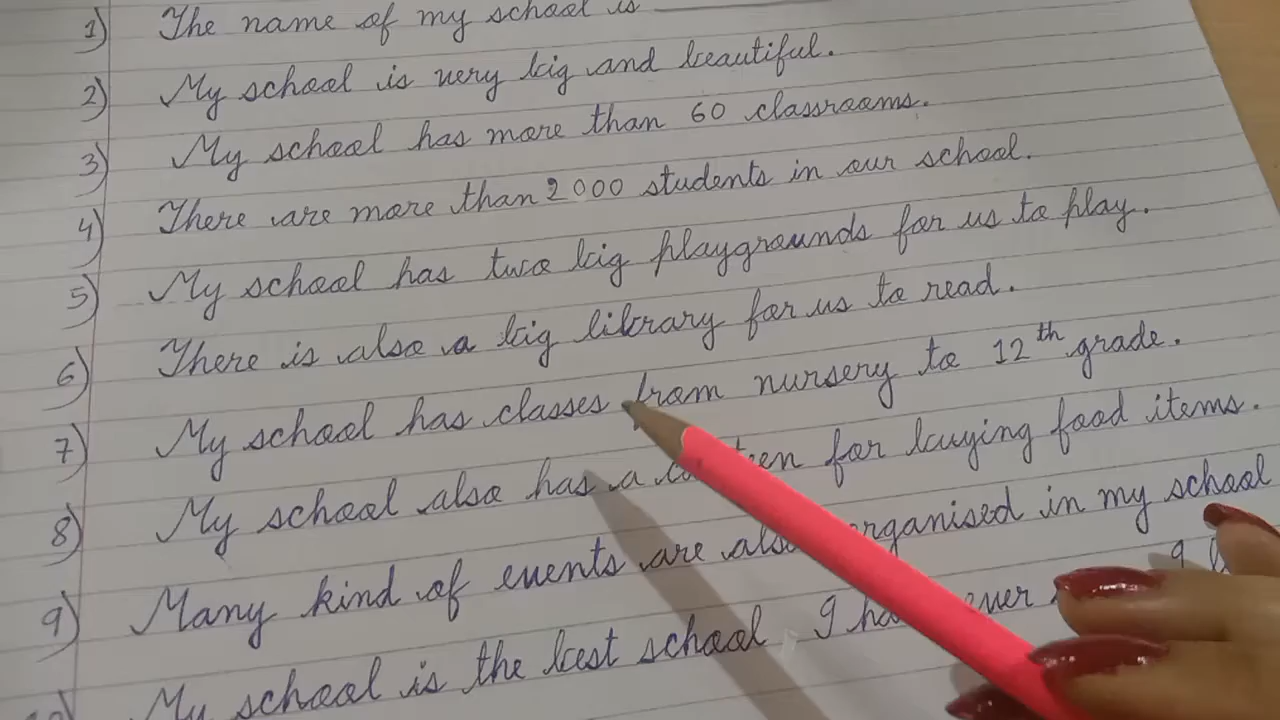 1) The name of my school is
2) My school is very big and beautiful.
3) My school has more than 60 classrooms.
4) There are more than 2000 students in our school.
5) My school has two big playgrounds for us to play.
6) There is also a big library for us to read.
7) My school has classes from nursery to 12th grade.
8) My school also has a for buying food items.
9) Many kind of events are also organised in my school
My school is the best school I ever